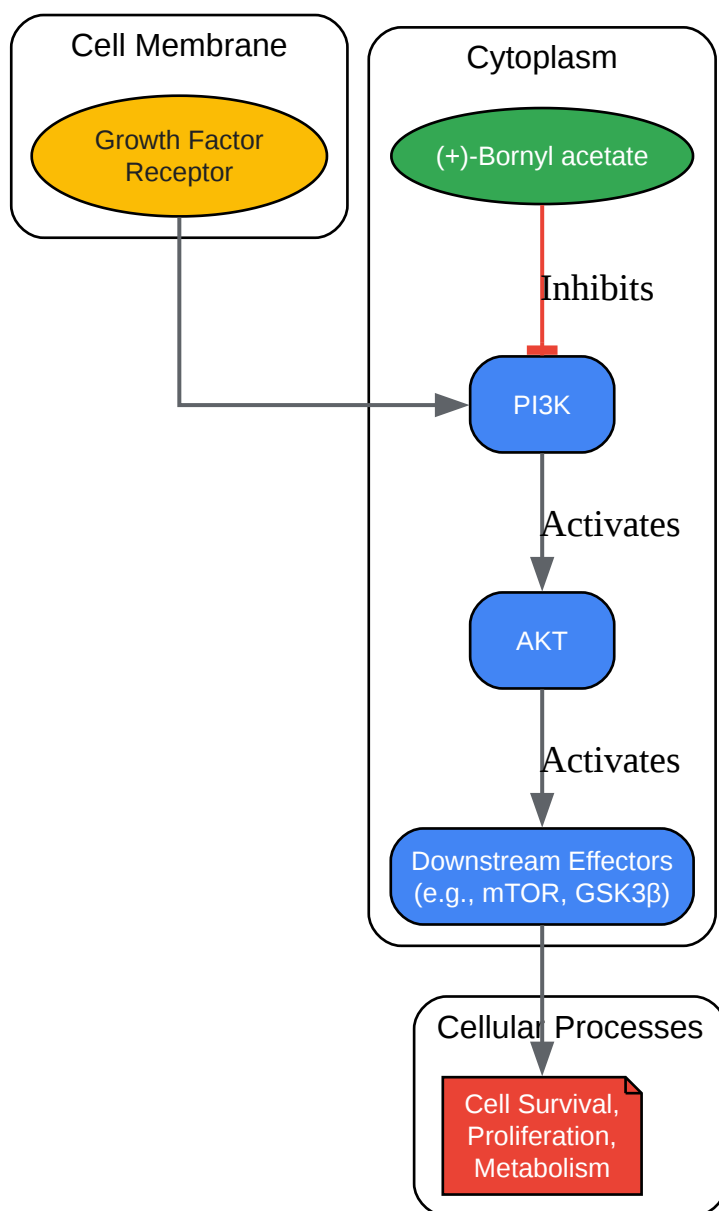 Cell Membrane
Growth Factor
Receptor
Cytoplasm
(+)-Bornyl acetate
Inhibits
PI3K
Activates
AKT
Activates
Downstream Effectors
(e.g., mTOR, GSK3β)
Cellular Processes
Cell Survival,
Proliferation,
Metabolism